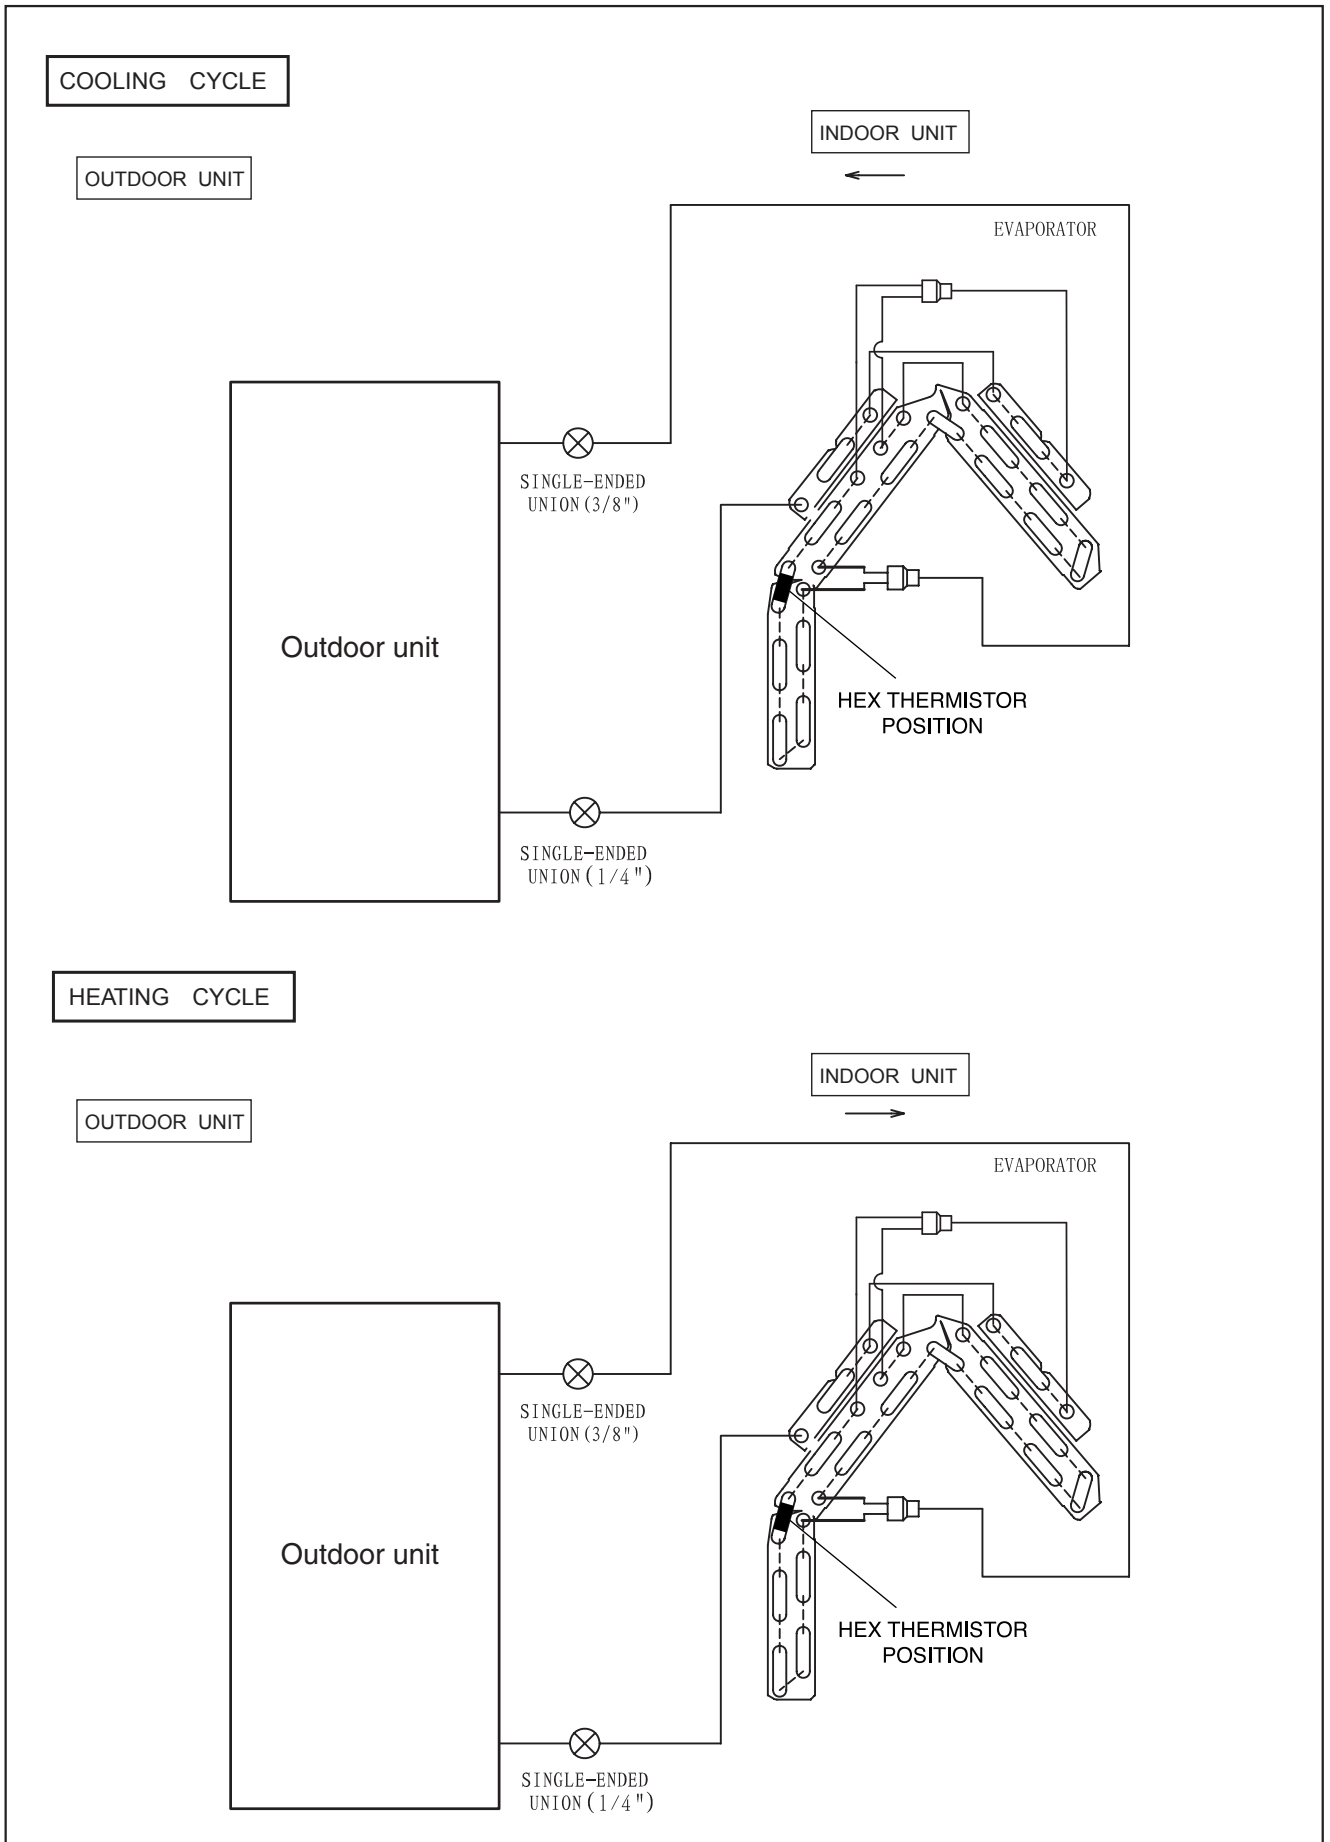 COOLING CYCLE
INDOOR UNIT
OUTDOOR UNIT
EVAPORATOR
SINGLE-ENDED
UNION(3/8")
Outdoor unit
HEX THERMISTOR
POSITION
SINGLE-ENDED
UNION(1/4")
HEATING CYCLE
INDOOR UNIT
OUTDOOR UNIT
EVAPORATOR
SINGLE-ENDED
UNION(3/8")
Outdoor unit
HEX THERMISTOR
POSITION
SINGLE-ENDED
UNION(1/4")